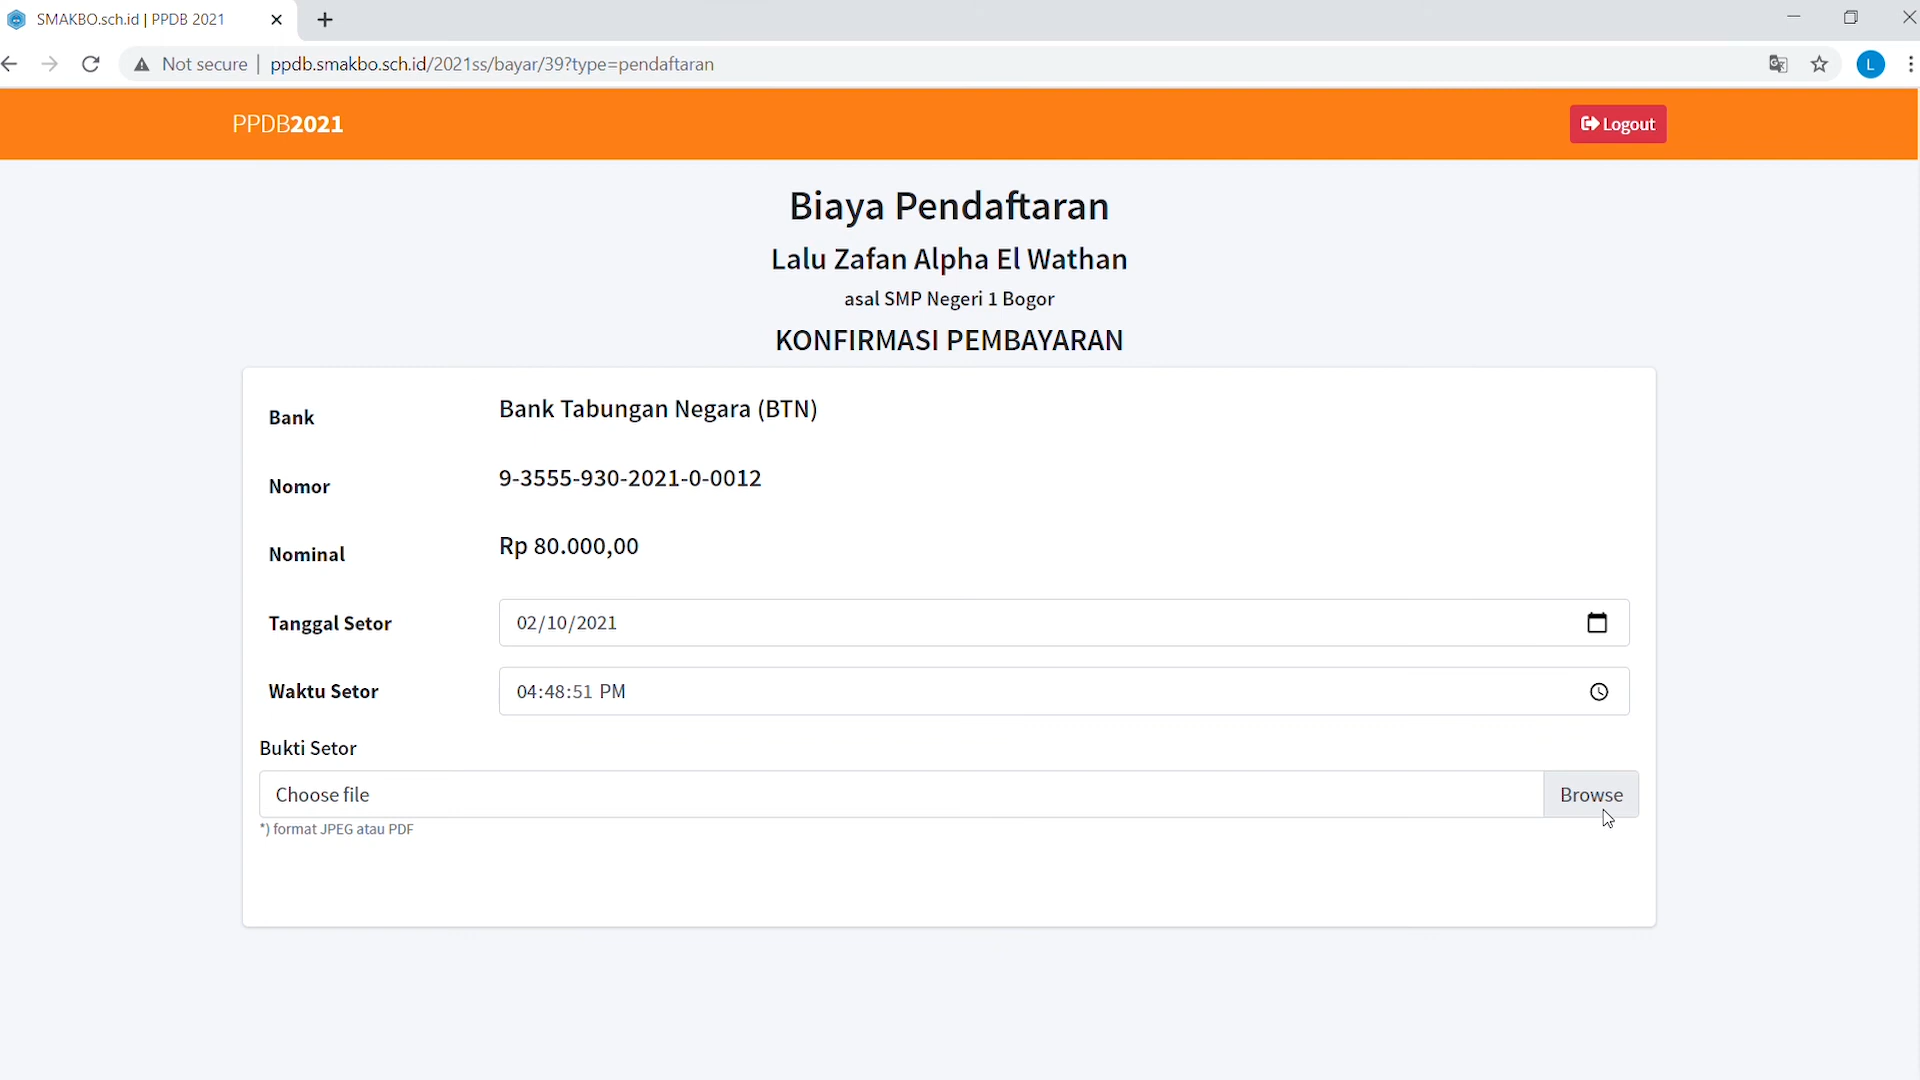 SMAKBO.sch.id | PPDB 2021
Not secure | ppdb.smakbo.sch.id/2021ss/bayar/39?type=pendaftaran
L
PPDB2021
Logout
Biaya Pendaftaran
Lalu Zafan Alpha El Wathan
asal SMP Negeri 1 Bogor
KONFIRMASI PEMBAYARAN
Bank Bank Tabungan Negara (BTN)
Nomor 9-3555-930-2021-0-0012
Nominal Rp 80.000,00
Tanggal Setor 02/10/2021
Waktu Setor 04:48:51 PM
Bukti Setor
Choose file Browse
*) format JPEG atau PDF